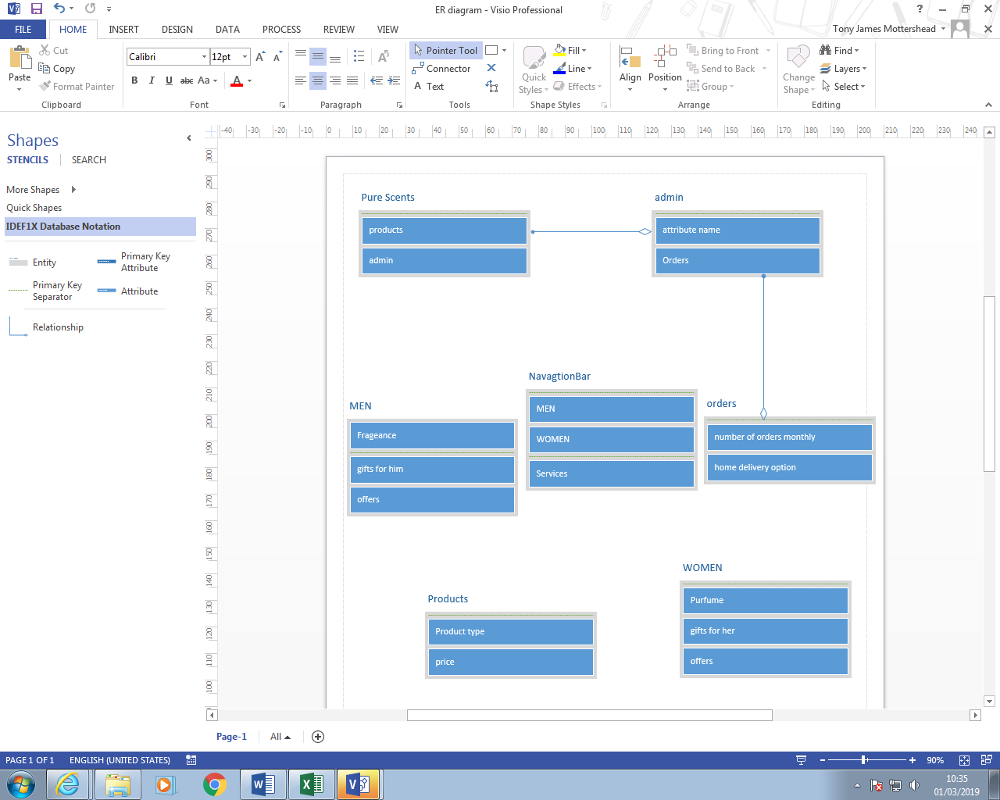 ER diagram - Visio Professional
?
FILE HOME INSERT DESIGN DATA PROCESS REVIEW VIEW
Tony James Mottershead
Paste
Cut
Copy
Format Painter
Clipboard
Calibri 12pt A A
B I U abc Aa A
Font
A
Paragraph
Pointer Tool
Connector
A Text
Tools
Quick Styles
Fill
Line
Effects
Shape Styles
Align
Position
Bring to Front
Send to Back
Group
Arrange
Change Shape
Find
Layers
Select
Editing
Shapes
STENCILS SEARCH
More Shapes
Quick Shapes
IDEF1X Database Notation
Entity
Primary Key Attribute
Primary Key Separator
Attribute
Relationship
-40 -30 -20 -10 0 10 20 30 40 50 60 70 80 90 100 110 120 130 140 150 160 170 180 190 200 210 220 230 240
300
290
280
270
260
250
240
230
220
210
200
190
180
170
160
150
140
130
120
110
100
Pure Scents
products
admin
admin
attribute name
Orders
NavagtionBar
MEN
WOMEN
Services
MEN
Frageance
gifts for him
offers
orders
number of orders monthly
home delivery option
WOMEN
Purfume
gifts for her
offers
Products
Product type
price
Page-1 All
PAGE 1 OF 1 ENGLISH (UNITED STATES)
90%
10:35
01/03/2019